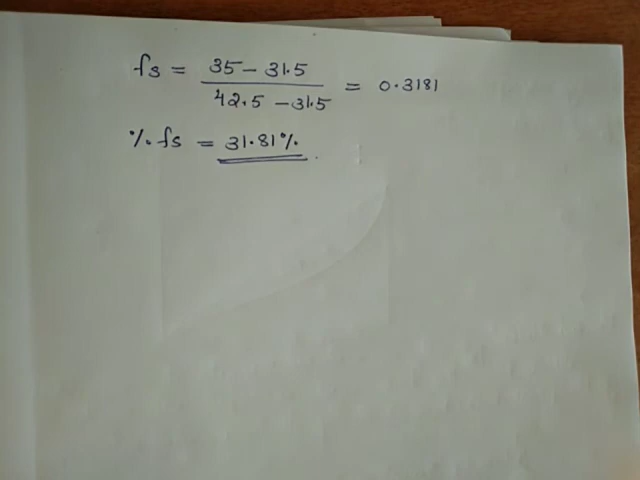 fs = 35 - 31.5 / 42.5 - 31.5 = 0.3181
% fs = 31.81%